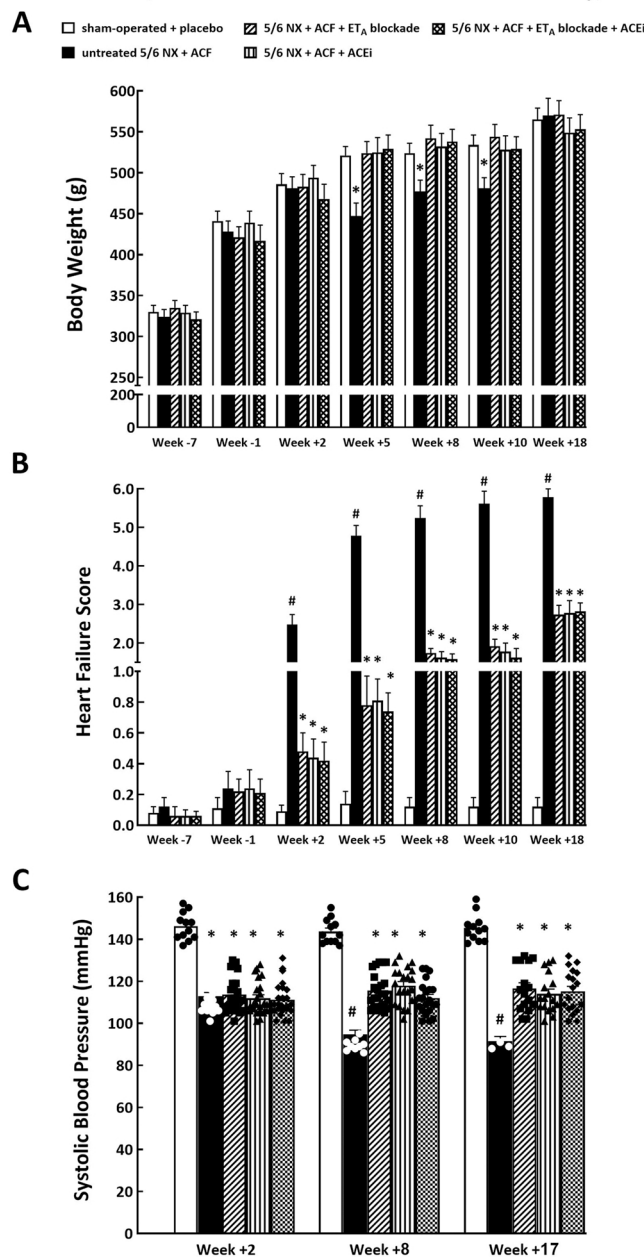 A
sham-operated + placebo 5/6 NX + ACF + ETA blockade 5/6 NX + ACF + ETA blockade + ACEi
untreated 5/6 NX + ACF 5/6 NX + ACF + ACEi
Body Weight (g)
600
550
500
450
400
350
300
250
200
0
* * *
Week -7 Week -1 Week +2 Week +5 Week +8 Week +10 Week +18
B
Heart Failure Score
6.0
5.0
4.0
3.0
2.0
1.0
0.8
0.6
0.4
0.2
0.0
# # # # #
* * * * * * * * * * * * * * *
Week -7 Week -1 Week +2 Week +5 Week +8 Week +10 Week +18
C
Systolic Blood Pressure (mmHg)
160
140
120
100
80
60
40
20
0
* * * * * * * * * *
# #
Week +2 Week +8 Week +17